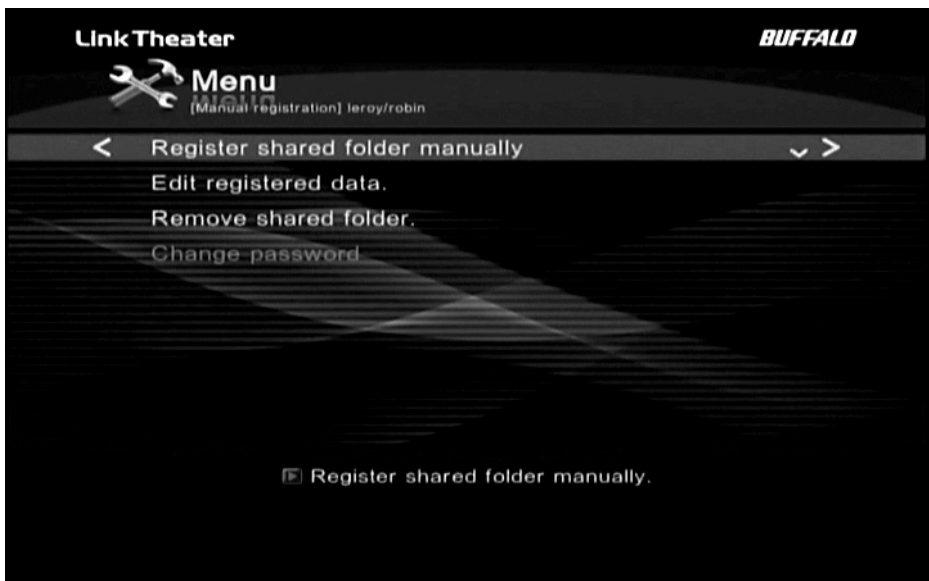 LinkTheater
BUFFALO
Menu
[Manual registration] leroy/robin
< Register shared folder manually >
Edit registered data.
Remove shared folder.
Change password
Register shared folder manually.